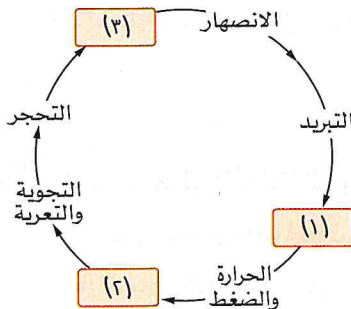 (٣)
الانصهار
التبريد
(١)
الحرارة
والضغط
(٢)
التجوية
والتعرية
التحجر